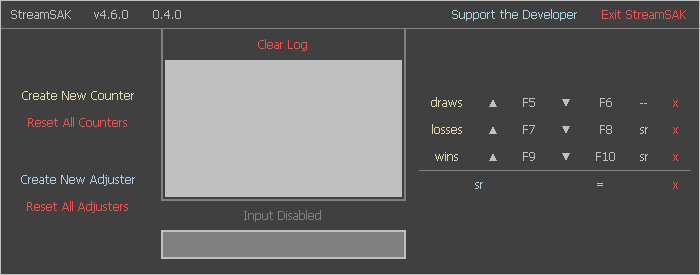 StreamSAK v4.6.0 0.4.0 Support the Developer Exit StreamSAK
Clear Log
Create New Counter
Reset All Counters
Create New Adjuster
Reset All Adjusters
Input Disabled
draws ▲ F5 ▼ F6 -- x
losses ▲ F7 ▼ F8 sr x
wins ▲ F9 ▼ F10 sr x
sr = x